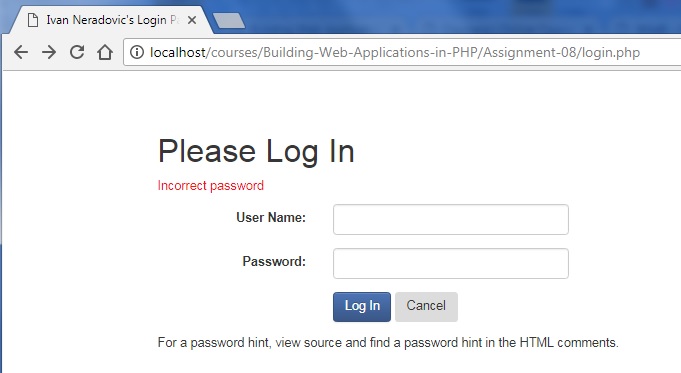 Ivan Neradovic's Login P
localhost/courses/Building-Web-Applications-in-PHP/Assignment-08/login.php
Please Log In
Incorrect password
User Name:
Password:
Log In Cancel
For a password hint, view source and find a password hint in the HTML comments.